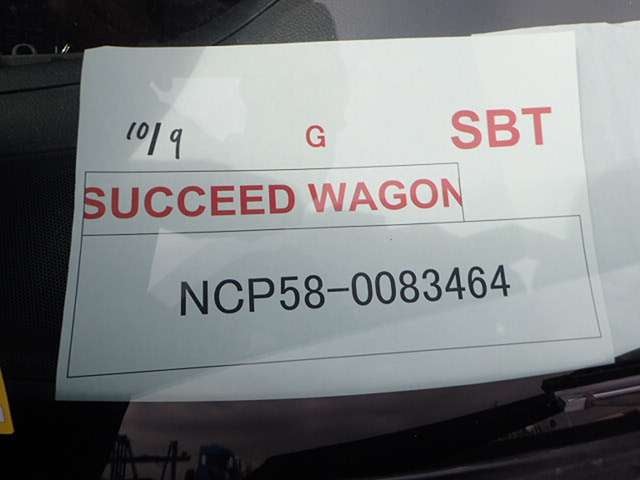 10/9 G SBT
SUCCEED WAGON
NCP58-0083464